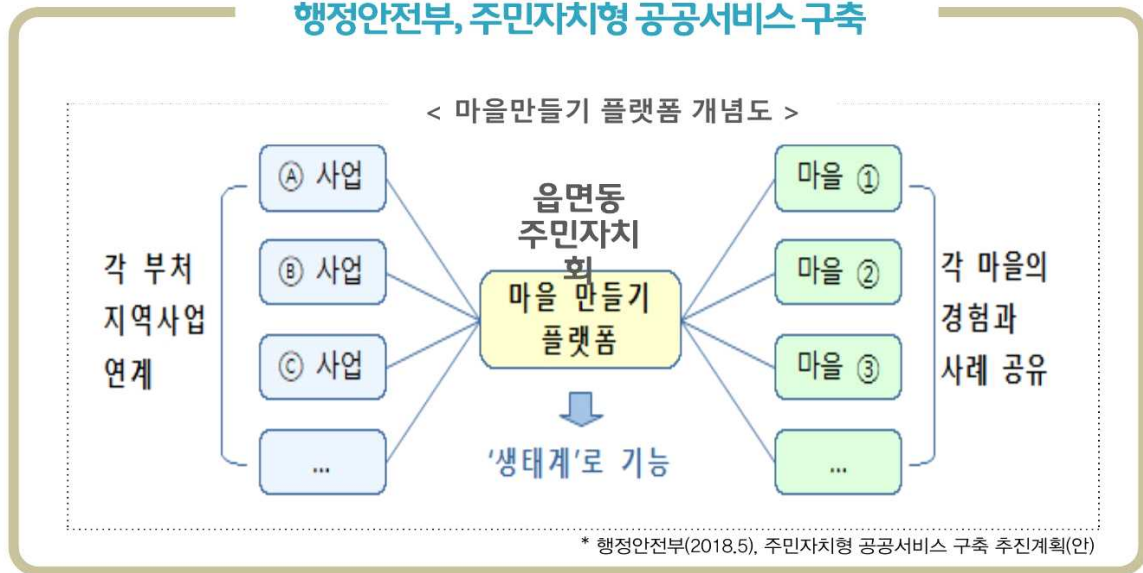 행정안전부, 주민자치형 공공서비스 구축
< 마을만들기 플랫폼 개념도 >
각 부처
지역사업
연계
Ⓐ 사업
Ⓑ 사업
Ⓒ 사업
...
읍면동
주민자치
회
마을 만들기
플랫폼
'생태계'로 기능
마을 ①
마을 ②
마을 ③
...
각 마을의
경험과
사례 공유
* 행정안전부(2018.5), 주민자치형 공공서비스 구축 추진계획(안)